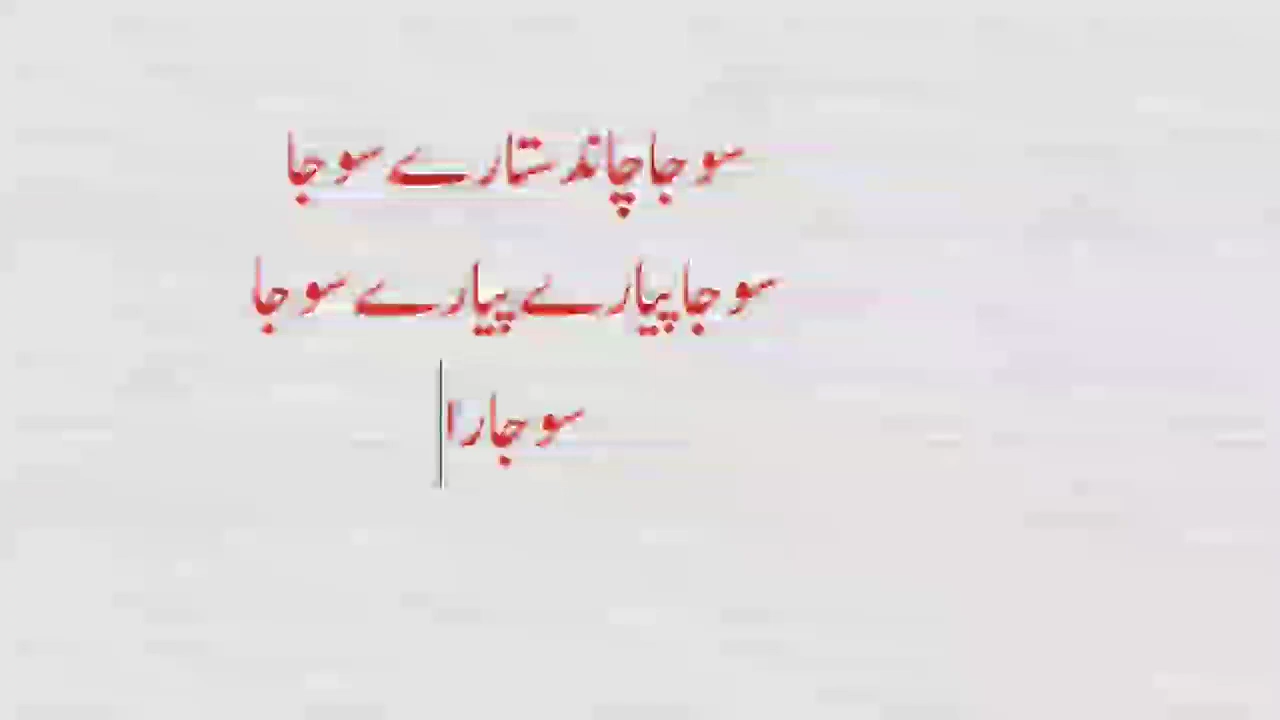 سو جا چاند ستارے سو جا
سو جا پیارے پیارے سو جا
سو جا را